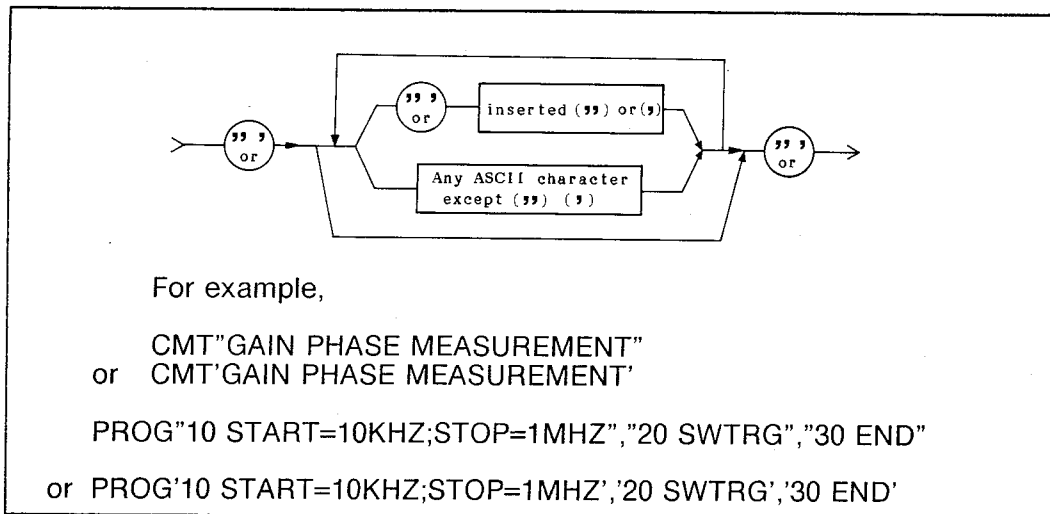 ” ’
or
inserted (”) or (’)
” ’
or
Any ASCII character
except (”) (’)
” ’
or
For example,
CMT”GAIN PHASE MEASUREMENT”
or CMT’GAIN PHASE MEASUREMENT’
PROG”10 START=10KHZ;STOP=1MHZ”,”20 SWTRG”,”30 END”
or PROG’10 START=10KHZ;STOP=1MHZ’,’20 SWTRG’,’30 END’